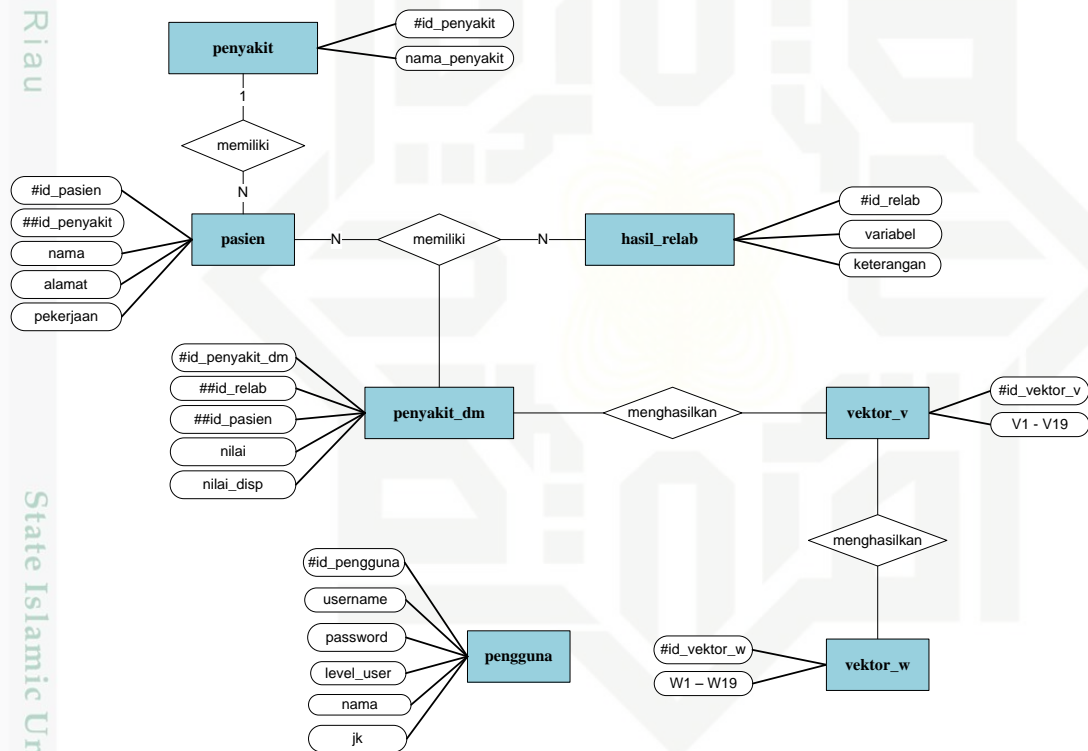 Riau
State Islamic Un
penyakit
#id_penyakit
nama_penyakit
1
memiliki
N
#id_pasien
##id_penyakit
nama
alamat
pekerjaan
pasien
N
memiliki
N
hasil_relab
#id_relab
variabel
keterangan
#id_penyakit_dm
##id_relab
##id_pasien
nilai
nilai_disp
penyakit_dm
menghasilkan
vektor_v
#id_vektor_v
V1 - V19
menghasilkan
#id_pengguna
username
password
level_user
nama
jk
pengguna
#id_vektor_w
W1 – W19
vektor_w